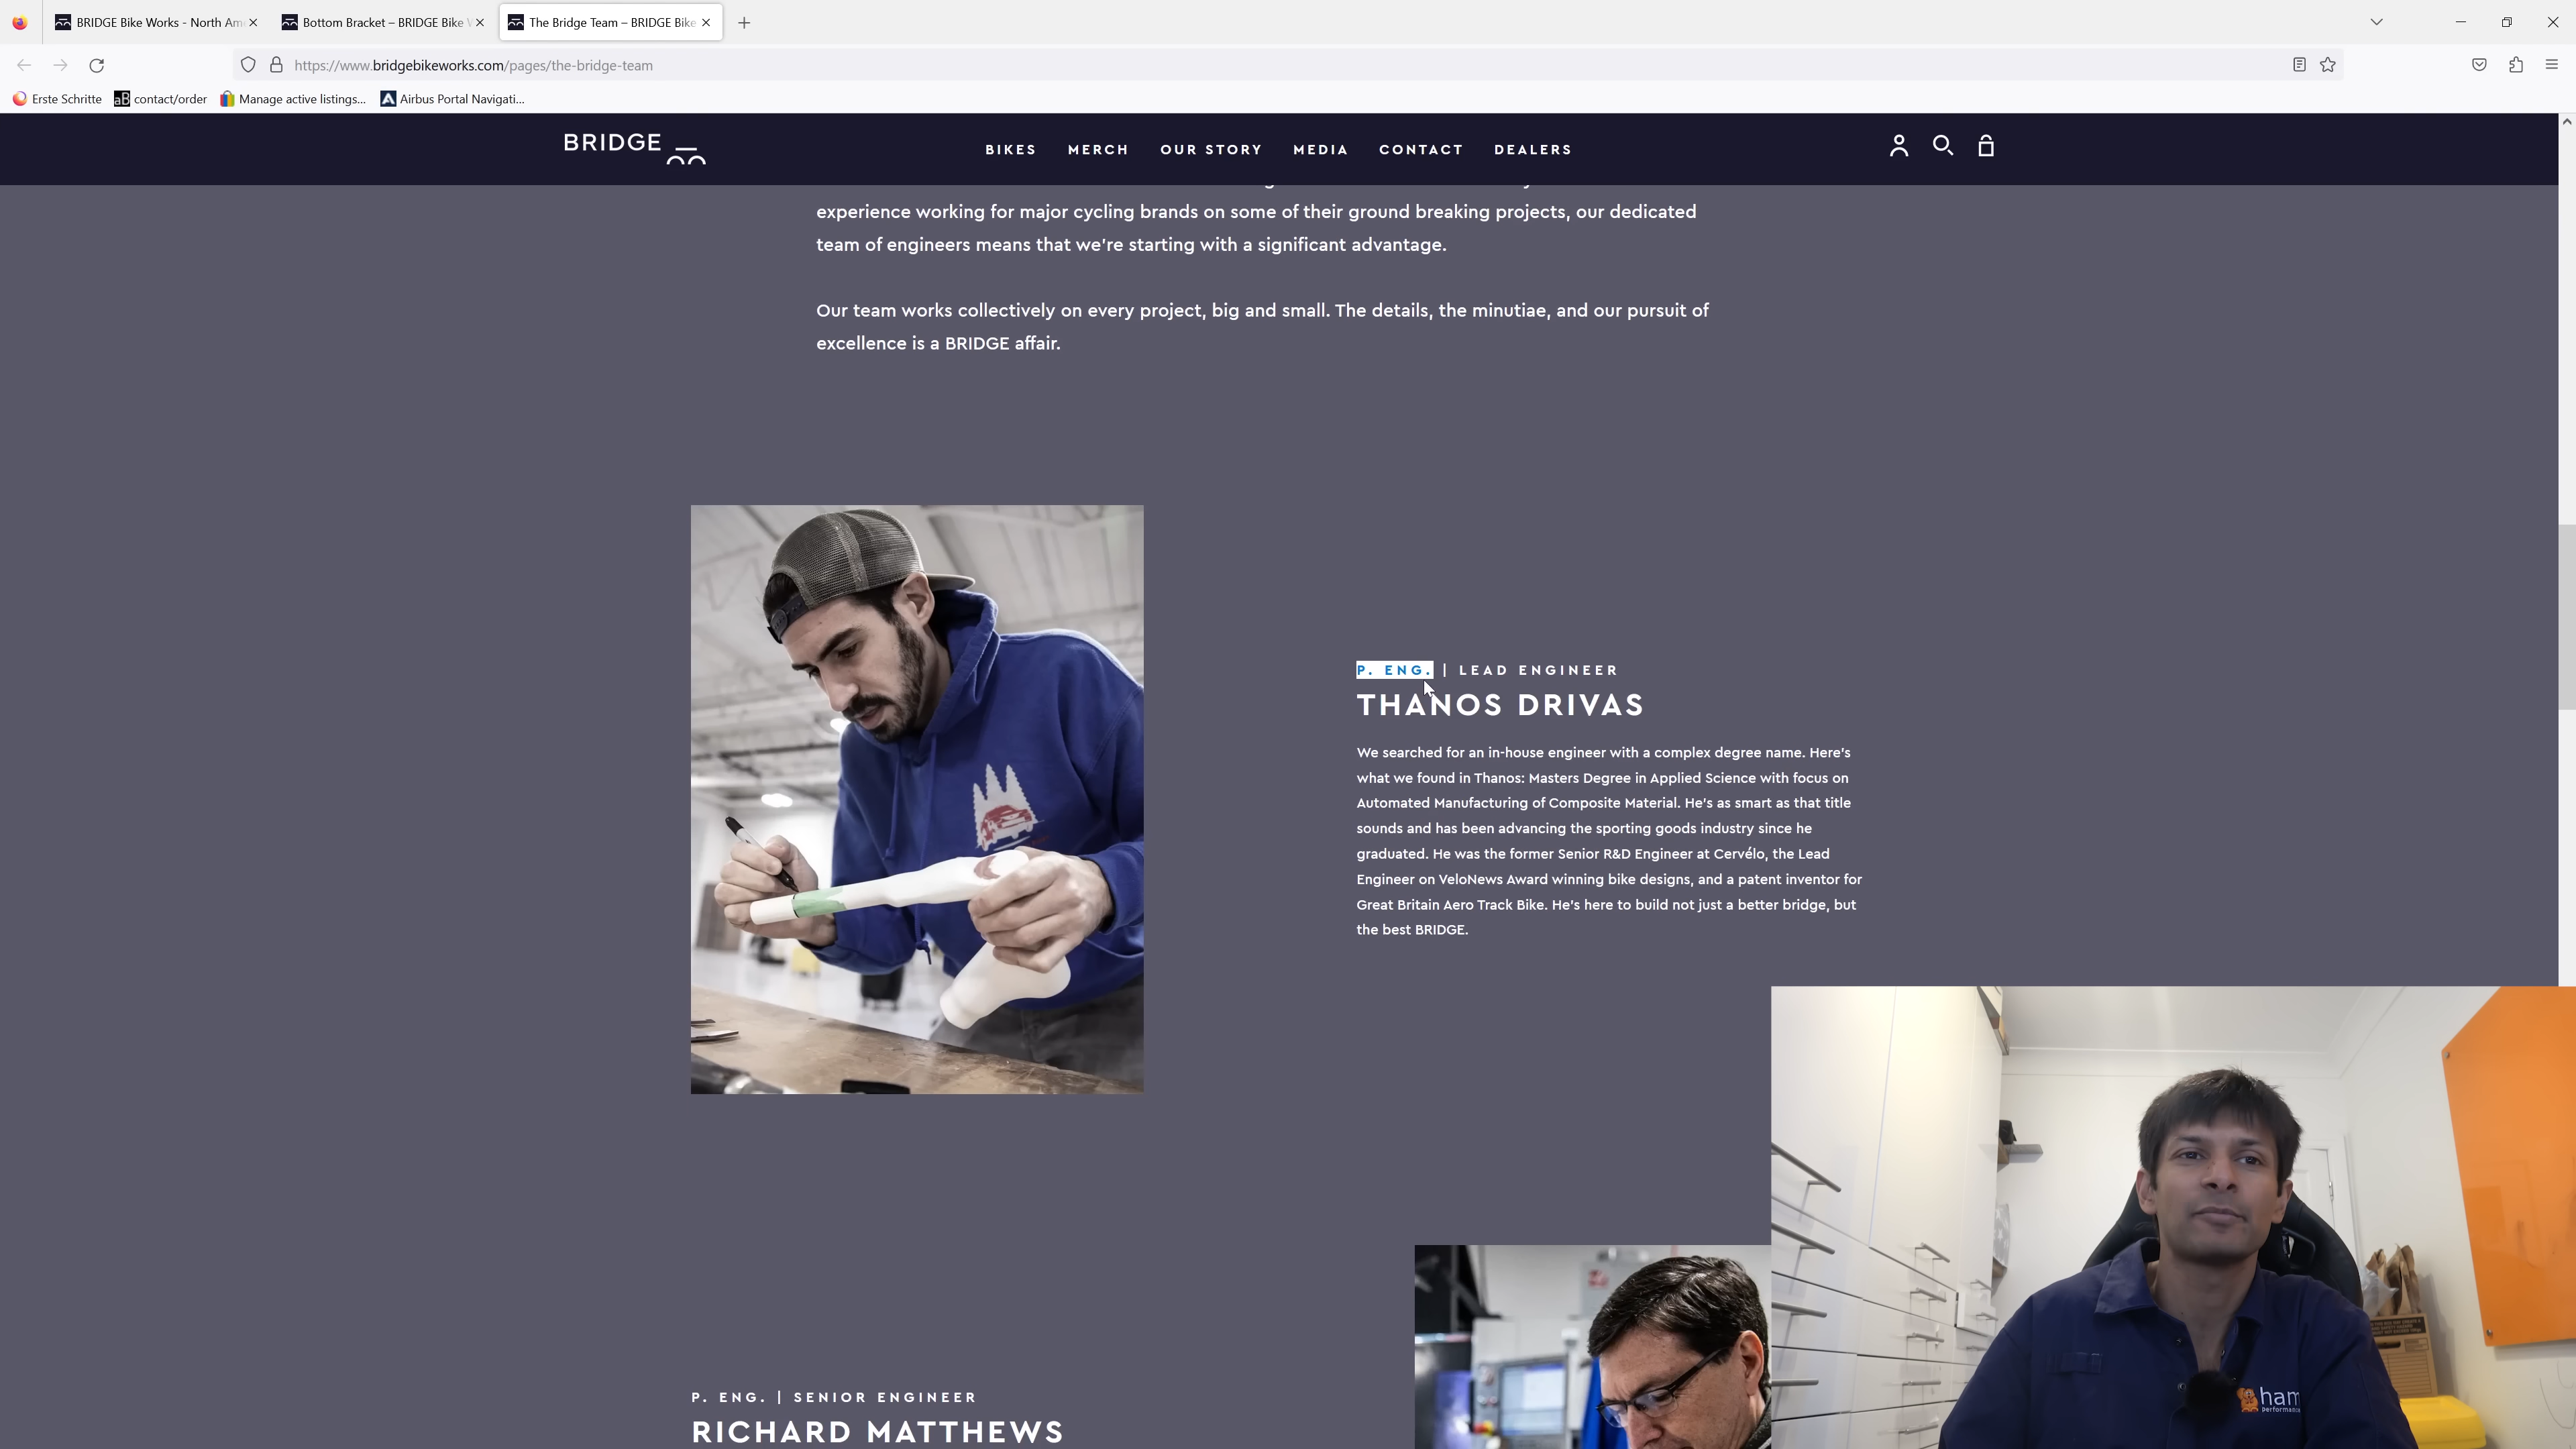 BRIDGE Bike Works - North Am
Bottom Bracket – BRIDGE Bike W
The Bridge Team – BRIDGE Bike
https://www.bridgebikeworks.com/pages/the-bridge-team
Erste Schritte
aB contact/order
Manage active listings...
Airbus Portal Navigati...
BRIDGE
BIKES MERCH OUR STORY MEDIA CONTACT DEALERS
experience working for major cycling brands on some of their ground breaking projects, our dedicated
team of engineers means that we're starting with a significant advantage.
Our team works collectively on every project, big and small. The details, the minutiae, and our pursuit of
excellence is a BRIDGE affair.
P. ENG. | LEAD ENGINEER
THANOS DRIVAS
We searched for an in-house engineer with a complex degree name. Here's
what we found in Thanos: Masters Degree in Applied Science with focus on
Automated Manufacturing of Composite Material. He's as smart as that title
sounds and has been advancing the sporting goods industry since he
graduated. He was the former Senior R&D Engineer at Cervélo, the Lead
Engineer on VeloNews Award winning bike designs, and a patent inventor for
Great Britain Aero Track Bike. He's here to build not just a better bridge, but
the best BRIDGE.
P. ENG. | SENIOR ENGINEER
RICHARD MATTHEWS
ham